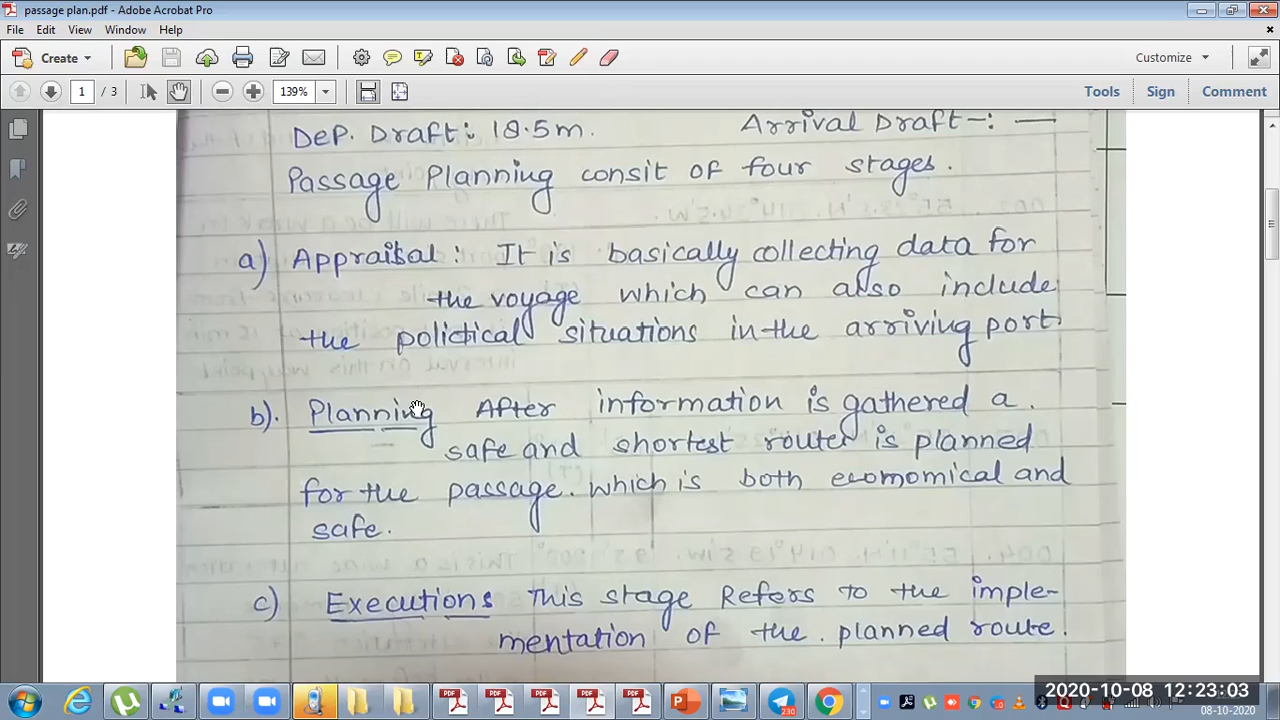 passage plan.pdf - Adobe Acrobat Pro
File Edit View Window Help
Create Customize
1 / 3 139% Tools Sign Comment
Dep. Draft: 18.5m. Arrival Draft -: —
Passage Planning consit of four stages.
a) Appraisal : It is basically collecting data for
the voyage which can also include
the polictical situations in the arriving port
b). Planning After information is gathered a.
safe and shortest router is planned
for the passage. which is both ecomomical and
safe.
c) Executions This stage Refers to the imple-
mentation of the. planned route.
230
2020-10-08 12:23:03
08-10-2020